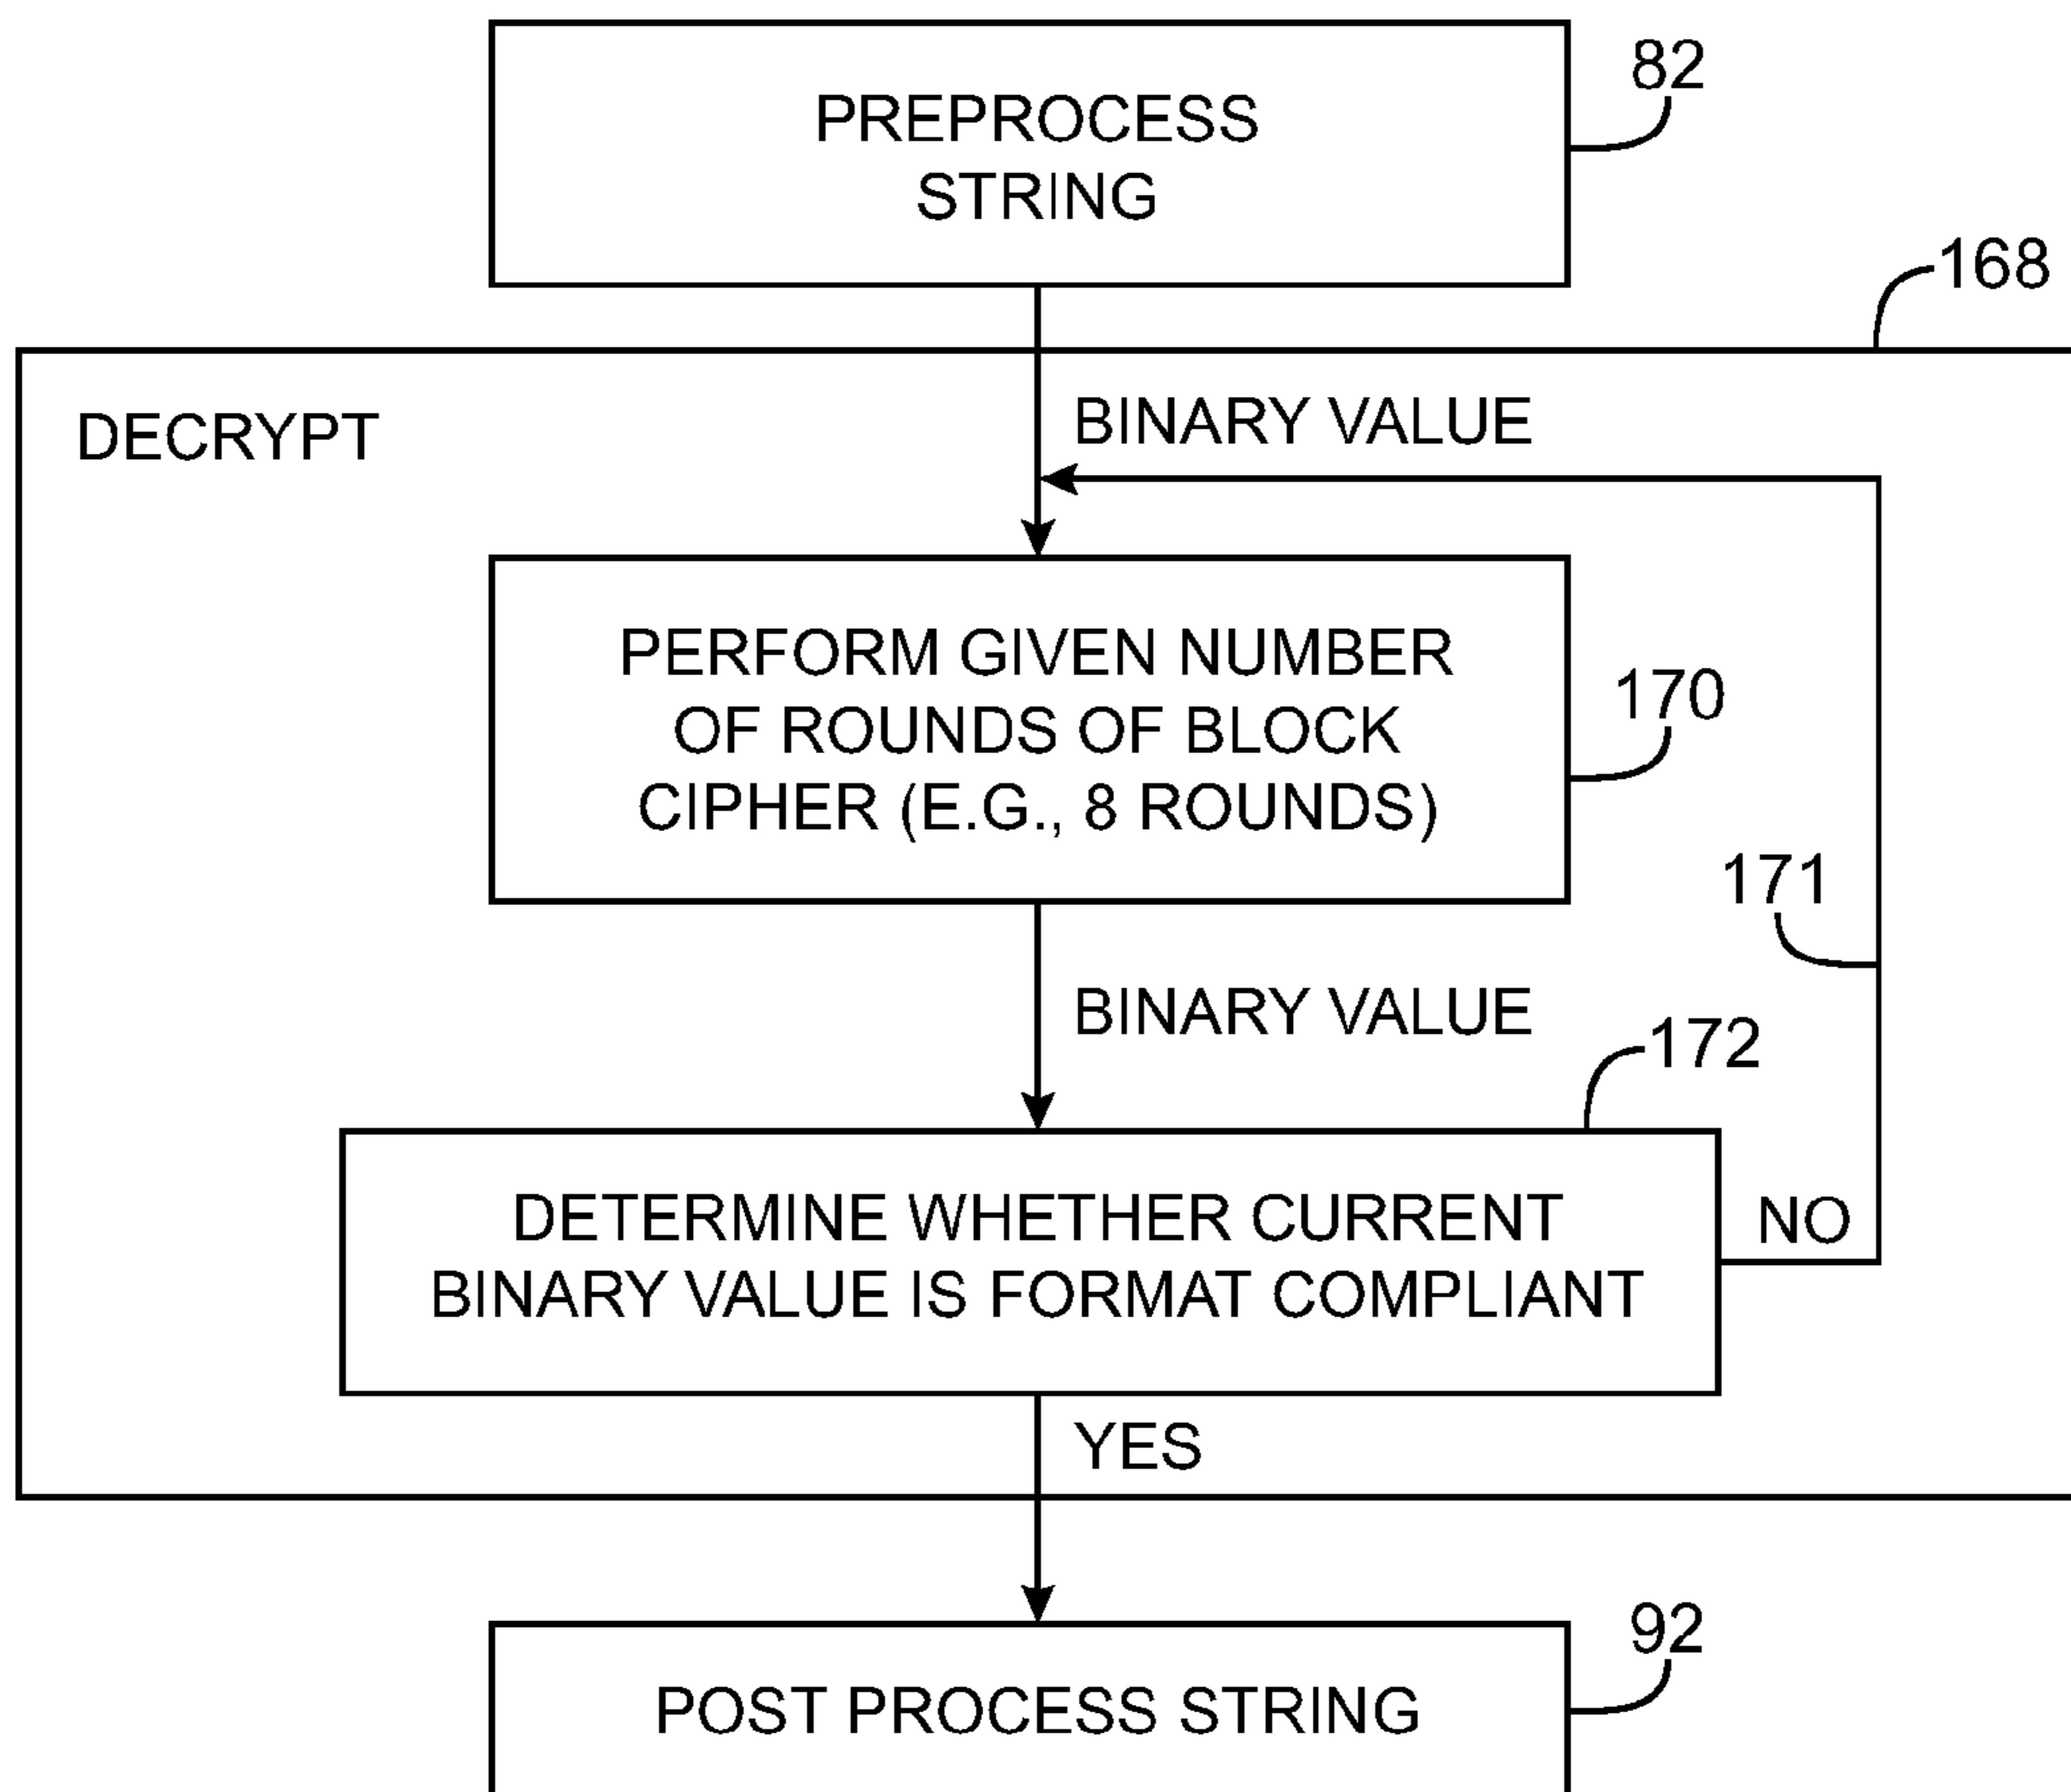 PREPROCESS
STRING
82
168
DECRYPT
BINARY VALUE
PERFORM GIVEN NUMBER
OF ROUNDS OF BLOCK
CIPHER (E.G., 8 ROUNDS)
170
171
BINARY VALUE
172
DETERMINE WHETHER CURRENT
BINARY VALUE IS FORMAT COMPLIANT
NO
YES
POST PROCESS STRING
92